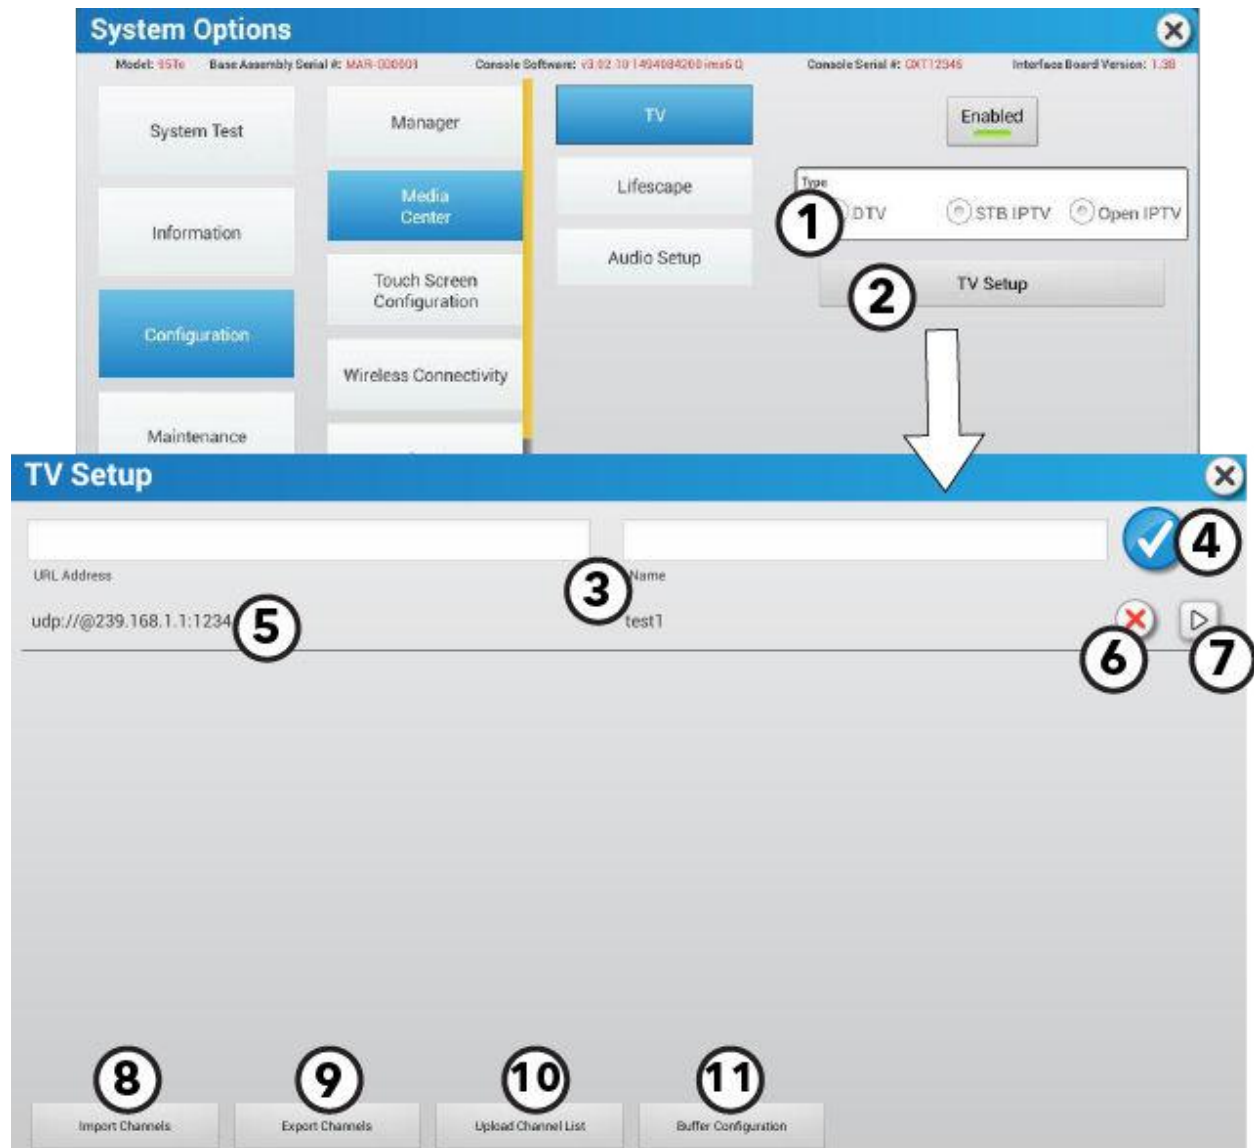 System Options
Model: 95Te Base Assembly Serial #: MAR-000001 Console Software: v3.02.10 1494084200 imx6 Q Console Serial #: CXT12345 Interface Board Version: 1.38
System Test
Information
Configuration
Maintenance
Manager
Media
Center
Touch Screen
Configuration
Wireless Connectivity
TV
Lifescape
Audio Setup
Enabled
Type
1 DTV STB IPTV Open IPTV
2 TV Setup
TV Setup
4
URL Address 3 Name
udp://@239.168.1.1:1234 5 test1
6 7
8 9 10 11
Import Channels Export Channels Upload Channel List Buffer Configuration